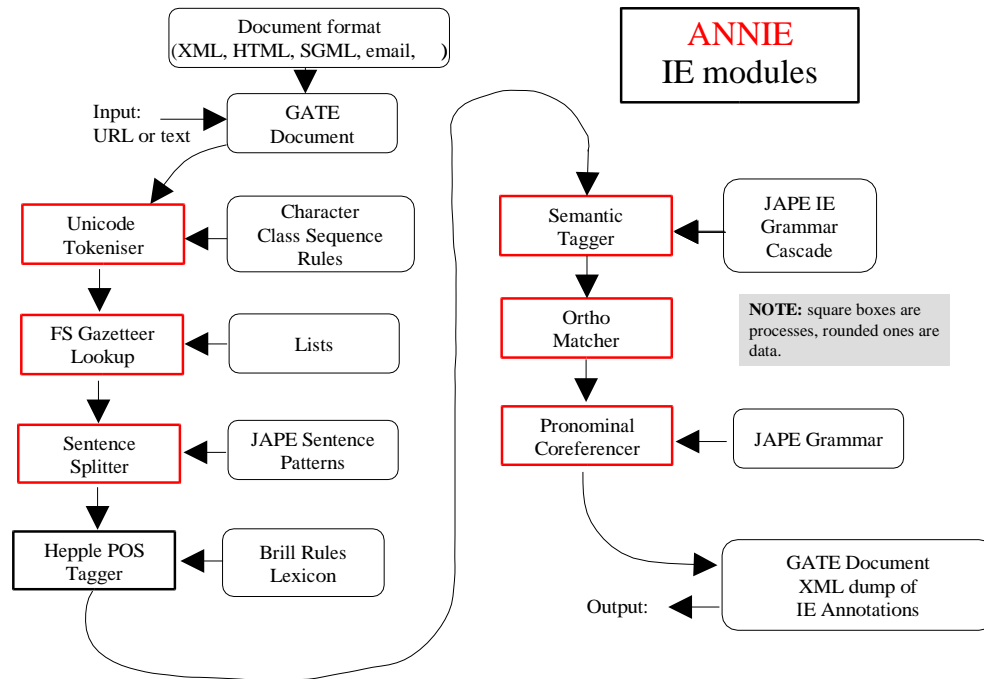 Document format
(XML, HTML, SGML, email, )
ANNIE
IE modules
Input:
URL or text
GATE
Document
Unicode
Tokeniser
Character
Class Sequence
Rules
FS Gazetteer
Lookup
Lists
Sentence
Splitter
JAPE Sentence
Patterns
Hepple POS
Tagger
Brill Rules
Lexicon
Semantic
Tagger
JAPE IE
Grammar
Cascade
Ortho
Matcher
NOTE: square boxes are
processes, rounded ones are
data.
Pronominal
Coreferencer
JAPE Grammar
GATE Document
XML dump of
IE Annotations
Output: